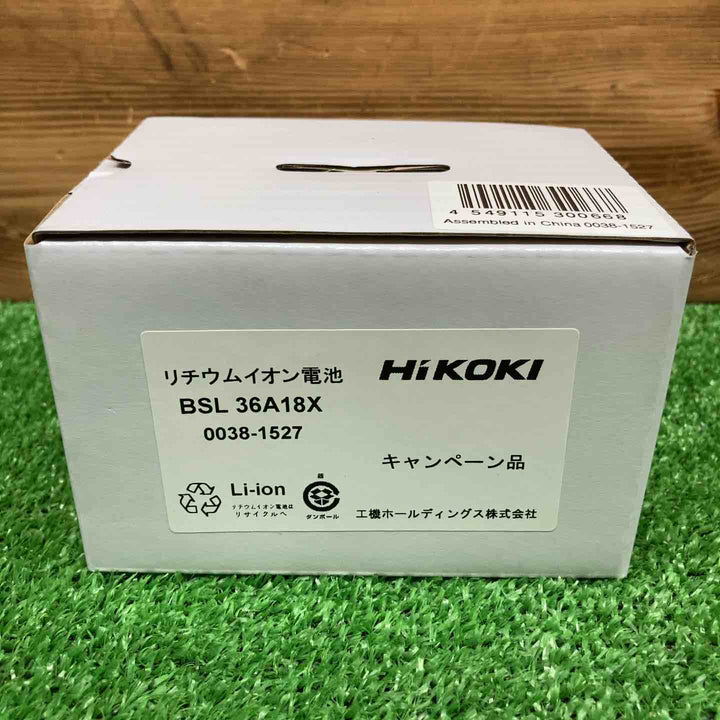 4 549115 300668
Assembled in China 0038-1527
リチウムイオン電池 HiKOKI
BSL 36A18X
0038-1527
キャンペーン品
Li-ion
リチウムイオン電池は
リサイクルへ
段
ダンボール
工機ホールディングス株式会社